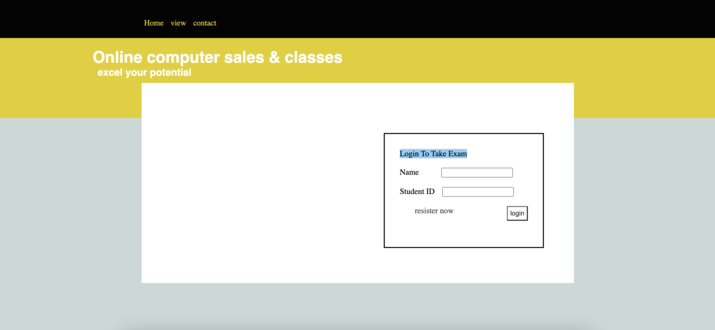 Home view contact
Online computer sales & classes
excel your potential
Login To Take Exam
Name
Student ID
resister now login